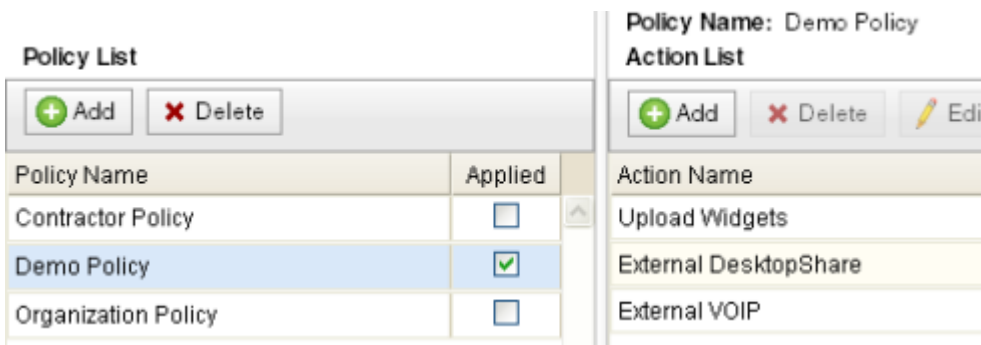 Policy List
Add Delete
Policy Name Applied
Contractor Policy
Demo Policy
Organization Policy
Policy Name: Demo Policy
Action List
Add Delete Edi
Action Name
Upload Widgets
External DesktopShare
External VOIP